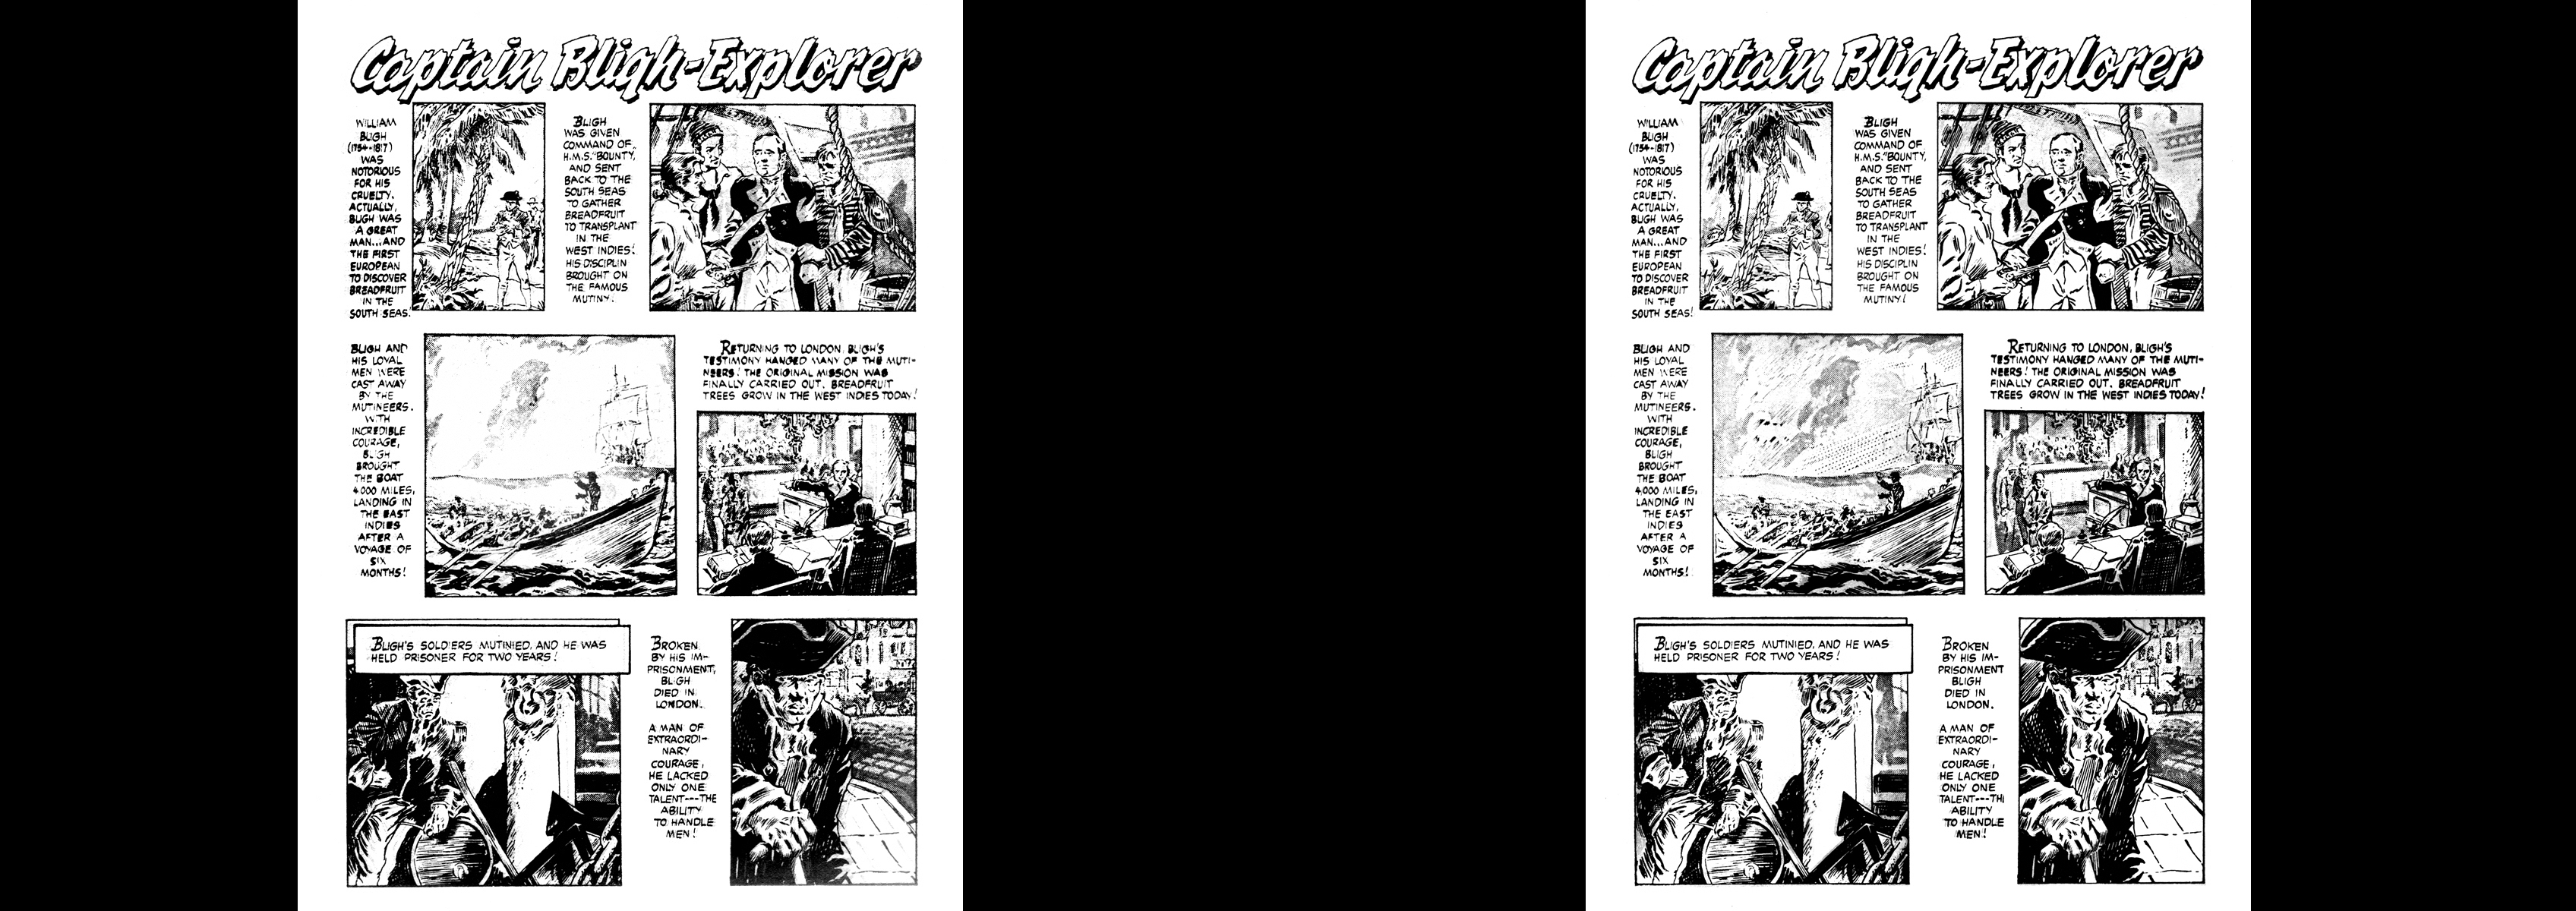 Captain Bligh-Explorer
WILLIAM
BLIGH
(1754-1817)
WAS
NOTORIOUS
FOR HIS
CRUELTY.
ACTUALLY,
BLIGH WAS
A GREAT
MAN...AND
THE FIRST
EUROPEAN
TO DISCOVER
BREADFRUIT
IN THE
SOUTH SEAS!
BLIGH
WAS GIVEN
COMMAND OF
H.M.S. "BOUNTY,
AND SENT
BACK TO THE
SOUTH SEAS
TO GATHER
BREADFRUIT
TO TRANSPLANT
IN THE
WEST INDIES!
HIS DISCIPLIN
BROUGHT ON
THE FAMOUS
MUTINY!
BLIGH AND
HIS LOYAL
MEN WERE
CAST AWAY
BY THE
MUTINEERS.
WITH
INCREDIBLE
COURAGE,
BLIGH
BROUGHT
THE BOAT
4,000 MILES,
LANDING IN
THE EAST
INDIES
AFTER A
VOYAGE OF
SIX
MONTHS!
RETURNING TO LONDON, BLIGH'S
TESTIMONY HANGED MANY OF THE MUTI-
NEERS! THE ORIGINAL MISSION WAS
FINALLY CARRIED OUT. BREADFRUIT
TREES GROW IN THE WEST INDIES TODAY!
BLIGH'S SOLDIERS MUTINIED, AND HE WAS
HELD PRISONER FOR TWO YEARS!
BROKEN
BY HIS IM-
PRISONMENT,
BLIGH
DIED IN
LONDON.
A MAN OF
EXTRAORDI-
NARY
COURAGE,
HE LACKED
ONLY ONE
TALENT---THE
ABILITY
TO HANDLE
MEN!
Captain Bligh-Explorer
WILLIAM
BLIGH
(1754-1817)
WAS
NOTORIOUS
FOR HIS
CRUELTY.
ACTUALLY,
BLIGH WAS
A GREAT
MAN...AND
THE FIRST
EUROPEAN
TO DISCOVER
BREADFRUIT
IN THE
SOUTH SEAS!
BLIGH
WAS GIVEN
COMMAND OF
H.M.S. "BOUNTY,
AND SENT
BACK TO THE
SOUTH SEAS
TO GATHER
BREADFRUIT
TO TRANSPLANT
IN THE
WEST INDIES!
HIS DISCIPLIN
BROUGHT ON
THE FAMOUS
MUTINY!
BLIGH AND
HIS LOYAL
MEN WERE
CAST AWAY
BY THE
MUTINEERS.
WITH
INCREDIBLE
COURAGE,
BLIGH
BROUGHT
THE BOAT
4,000 MILES,
LANDING IN
THE EAST
INDIES
AFTER A
VOYAGE OF
SIX
MONTHS!
RETURNING TO LONDON, BLIGH'S
TESTIMONY HANGED MANY OF THE MUTI-
NEERS! THE ORIGINAL MISSION WAS
FINALLY CARRIED OUT. BREADFRUIT
TREES GROW IN THE WEST INDIES TODAY!
BLIGH'S SOLDIERS MUTINIED, AND HE WAS
HELD PRISONER FOR TWO YEARS!
BROKEN
BY HIS IM-
PRISONMENT
BLIGH
DIED IN
LONDON.
A MAN OF
EXTRAORDI-
NARY
COURAGE,
HE LACKED
ONLY ONE
TALENT---TH
ABILITY
TO HANDLE
MEN!